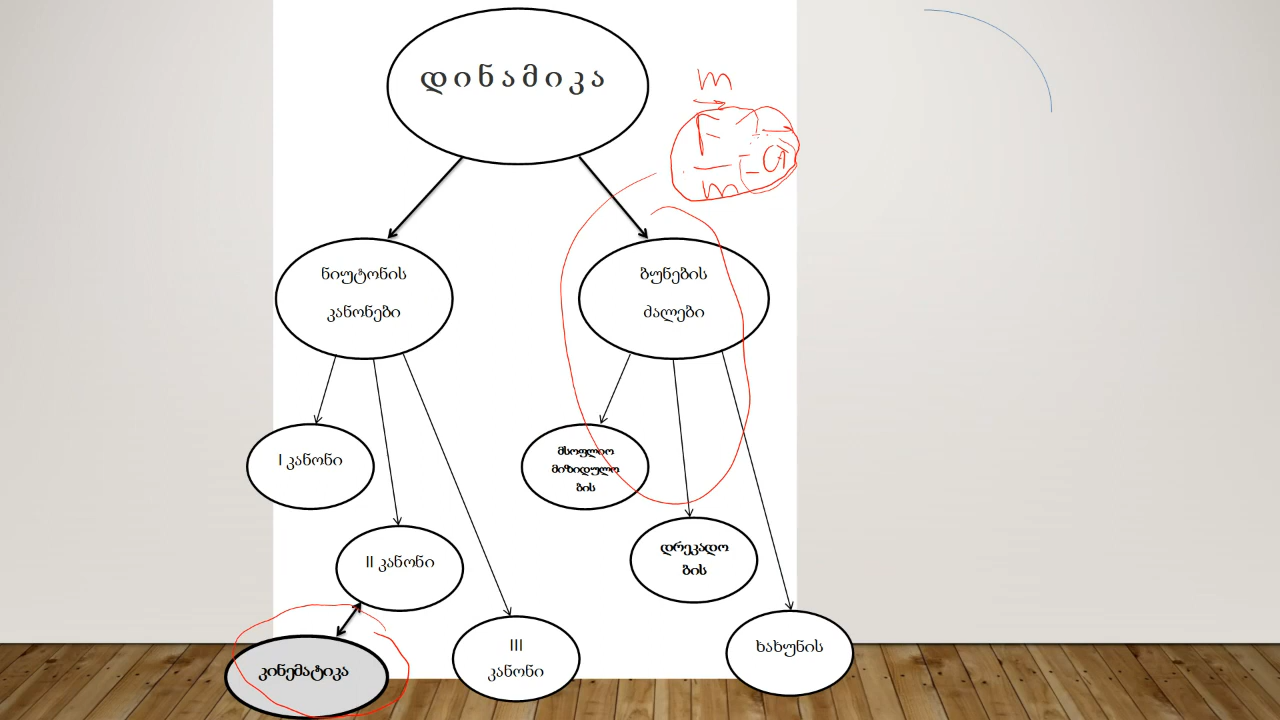 დინამიკა
m
F
m
= a
ნიუტონის
კანონები
ბუნების
ძალები
I კანონი
მსოფლიო
მიზიდულო
ბის
II კანონი
დრეკადო
ბის
III
კანონი
ხახუნის
კინემატიკა